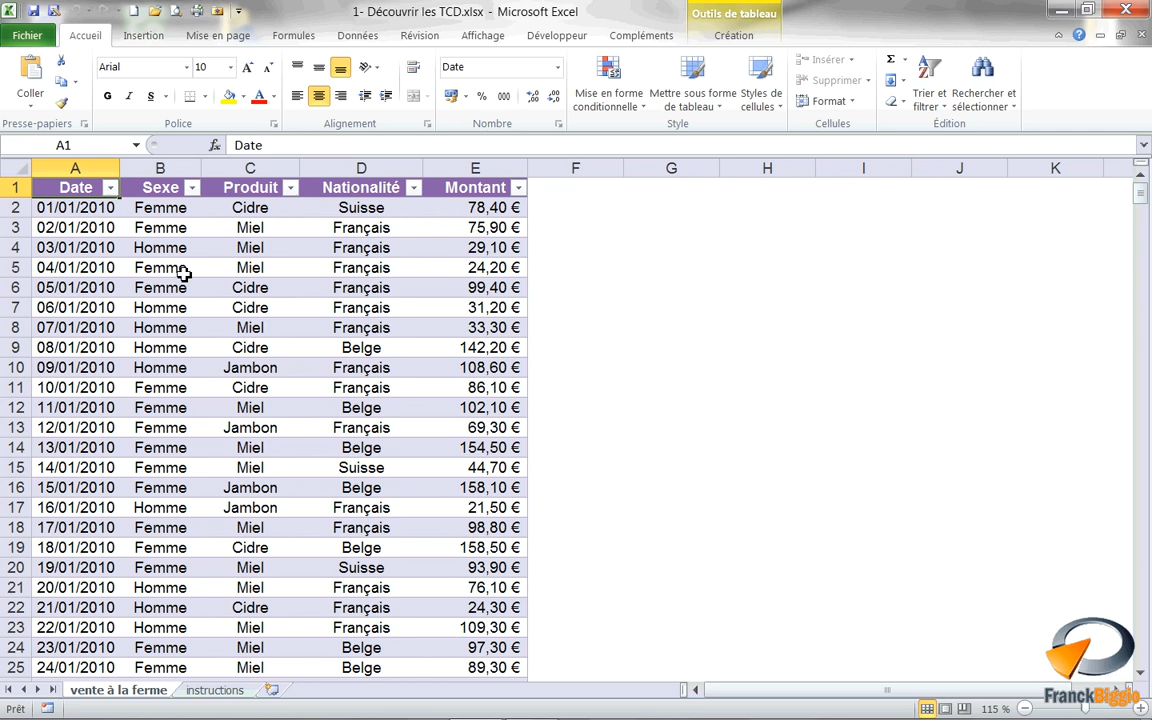 1- Découvrir les TCD.xlsx - Microsoft Excel
Outils de tableau
Fichier Accueil Insertion Mise en page Formules Données Révision Affichage Développeur Compléments Création
Coller
Presse-papiers
Arial 10
G I S
Police
Alignement
Date
% 000
Nombre
Mise en forme conditionnelle
Mettre sous forme de tableau
Styles de cellules
Style
Insérer
Supprimer
Format
Cellules
Trier et filtrer
Rechercher et sélectionner
Édition
A1 fx Date
A B C D E F G H I J K
1 Date Sexe Produit Nationalité Montant
2 01/01/2010 Femme Cidre Suisse 78,40 €
3 02/01/2010 Femme Miel Français 75,90 €
4 03/01/2010 Homme Miel Français 29,10 €
5 04/01/2010 Femme Miel Français 24,20 €
6 05/01/2010 Femme Cidre Français 99,40 €
7 06/01/2010 Homme Cidre Français 31,20 €
8 07/01/2010 Homme Miel Français 33,30 €
9 08/01/2010 Homme Cidre Belge 142,20 €
10 09/01/2010 Homme Jambon Français 108,60 €
11 10/01/2010 Femme Cidre Français 86,10 €
12 11/01/2010 Femme Miel Belge 102,10 €
13 12/01/2010 Femme Jambon Français 69,30 €
14 13/01/2010 Femme Miel Belge 154,50 €
15 14/01/2010 Femme Miel Suisse 44,70 €
16 15/01/2010 Femme Jambon Belge 158,10 €
17 16/01/2010 Homme Jambon Français 21,50 €
18 17/01/2010 Femme Miel Français 98,80 €
19 18/01/2010 Femme Cidre Belge 158,50 €
20 19/01/2010 Femme Miel Suisse 93,90 €
21 20/01/2010 Homme Miel Français 76,10 €
22 21/01/2010 Homme Cidre Français 24,30 €
23 22/01/2010 Homme Miel Français 109,30 €
24 23/01/2010 Femme Miel Belge 97,30 €
25 24/01/2010 Femme Miel Belge 89,30 €
FranckBiggio
vente à la ferme instructions
Prêt 115 %